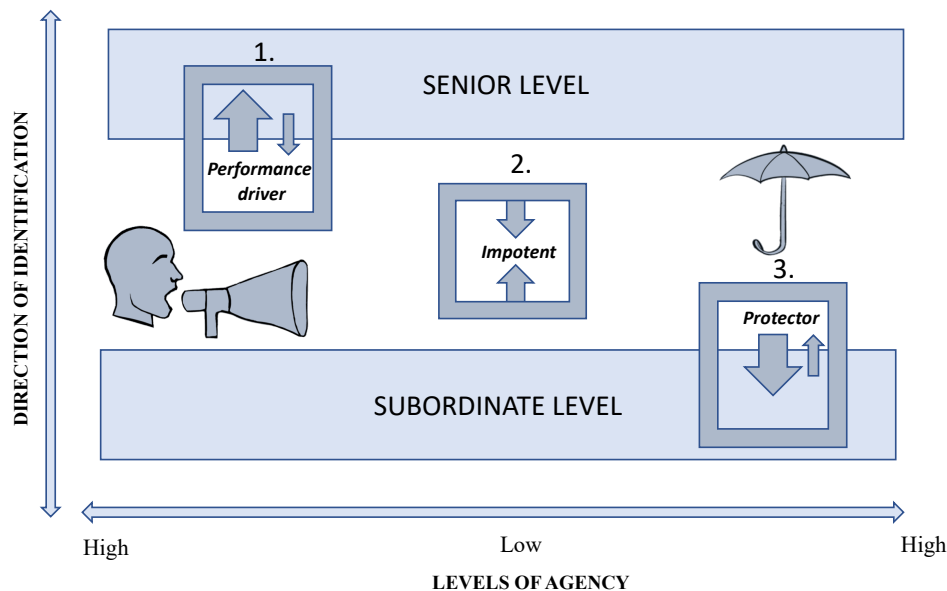 1.
SENIOR LEVEL
Performance
driver
2.
Impotent
3.
Protector
SUBORDINATE LEVEL
DIRECTION OF IDENTIFICATION
High
Low
High
LEVELS OF AGENCY